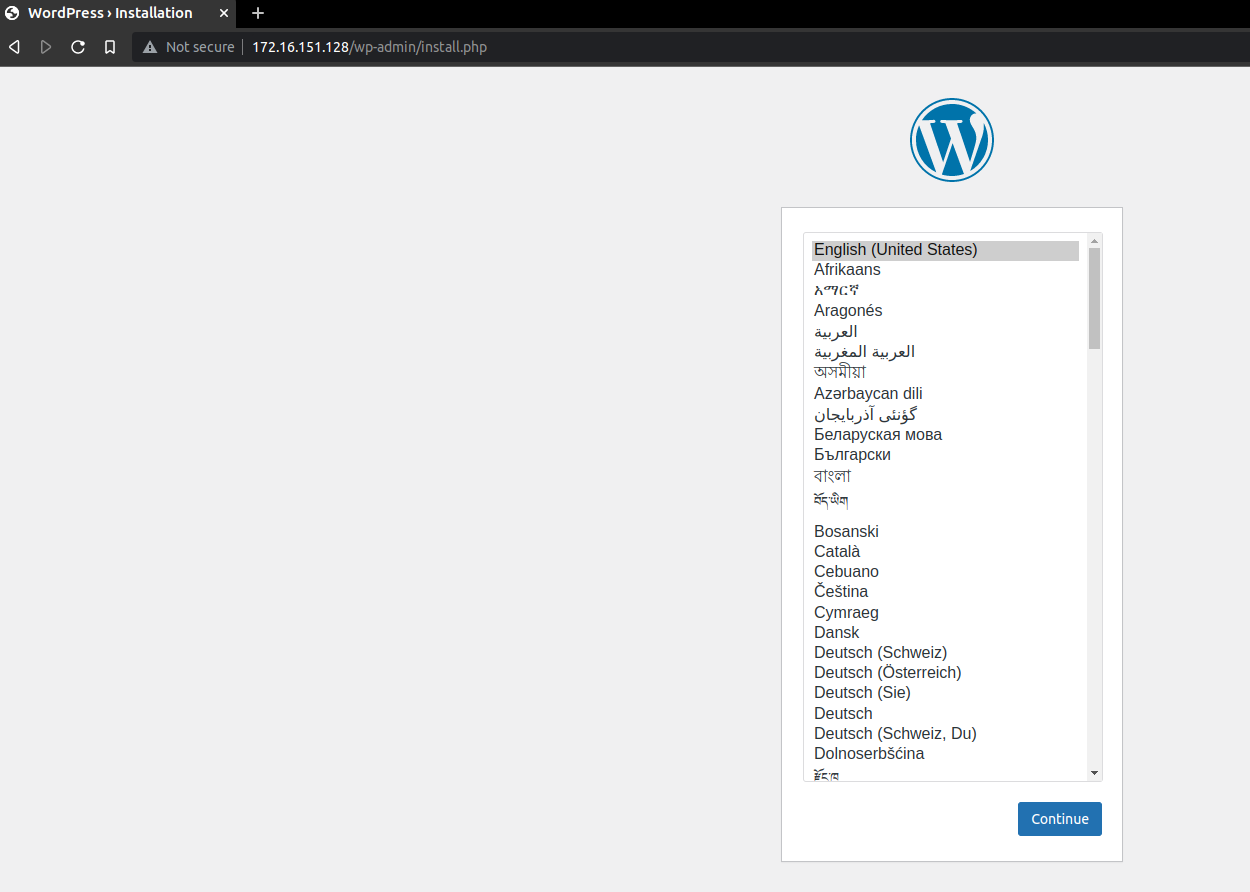 WordPress › Installation
Not secure 172.16.151.128/wp-admin/install.php
English (United States)
Afrikaans
አማርኛ
Aragonés
العربية
العربية المغربية
অসমীয়া
Azərbaycan dili
گؤنئی آذربایجان
Беларуская мова
Български
বাংলা
བོད་ཡིག
Bosanski
Català
Cebuano
Čeština
Cymraeg
Dansk
Deutsch (Schweiz)
Deutsch (Österreich)
Deutsch (Sie)
Deutsch
Deutsch (Schweiz, Du)
Dolnoserbšćina
Continue